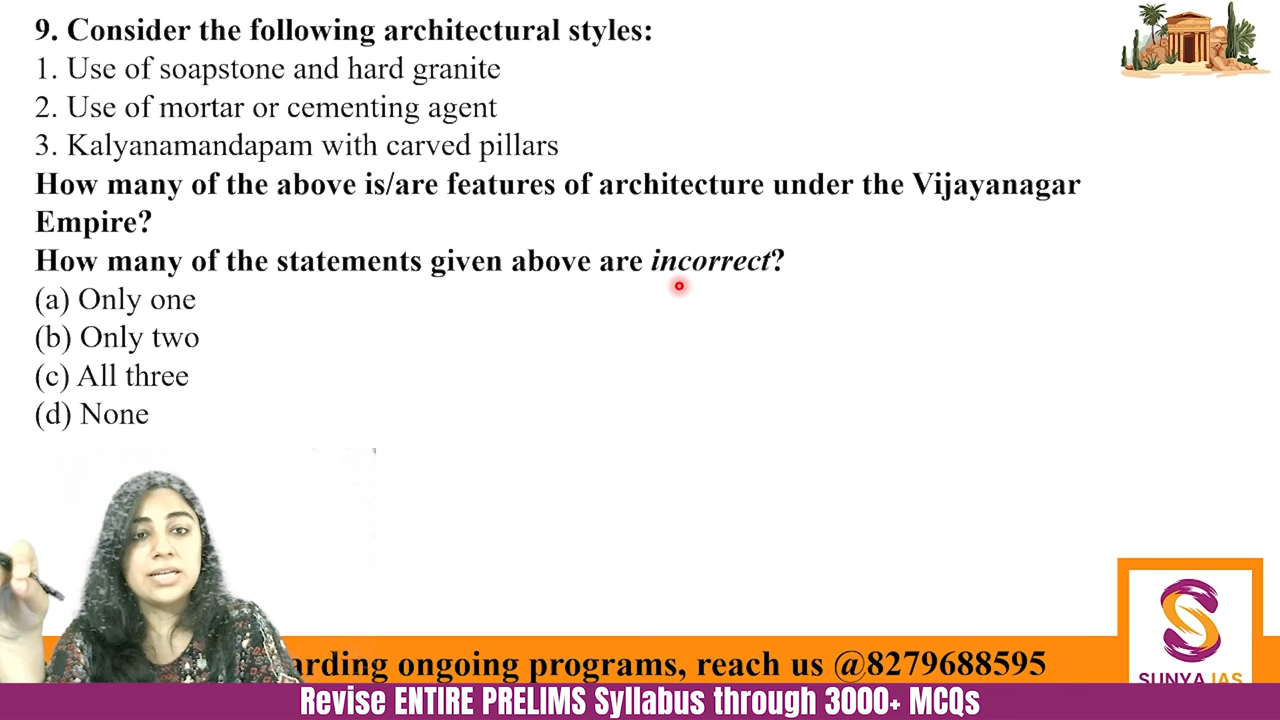 9. Consider the following architectural styles:
1. Use of soapstone and hard granite
2. Use of mortar or cementing agent
3. Kalyanamandapam with carved pillars
How many of the above is/are features of architecture under the Vijayanagar
Empire?
How many of the statements given above are incorrect?
(a) Only one
(b) Only two
(c) All three
(d) None
arding ongoing programs, reach us @8279688595
SUNYA IAS
Revise ENTIRE PRELIMS Syllabus through 3000+ MCQs